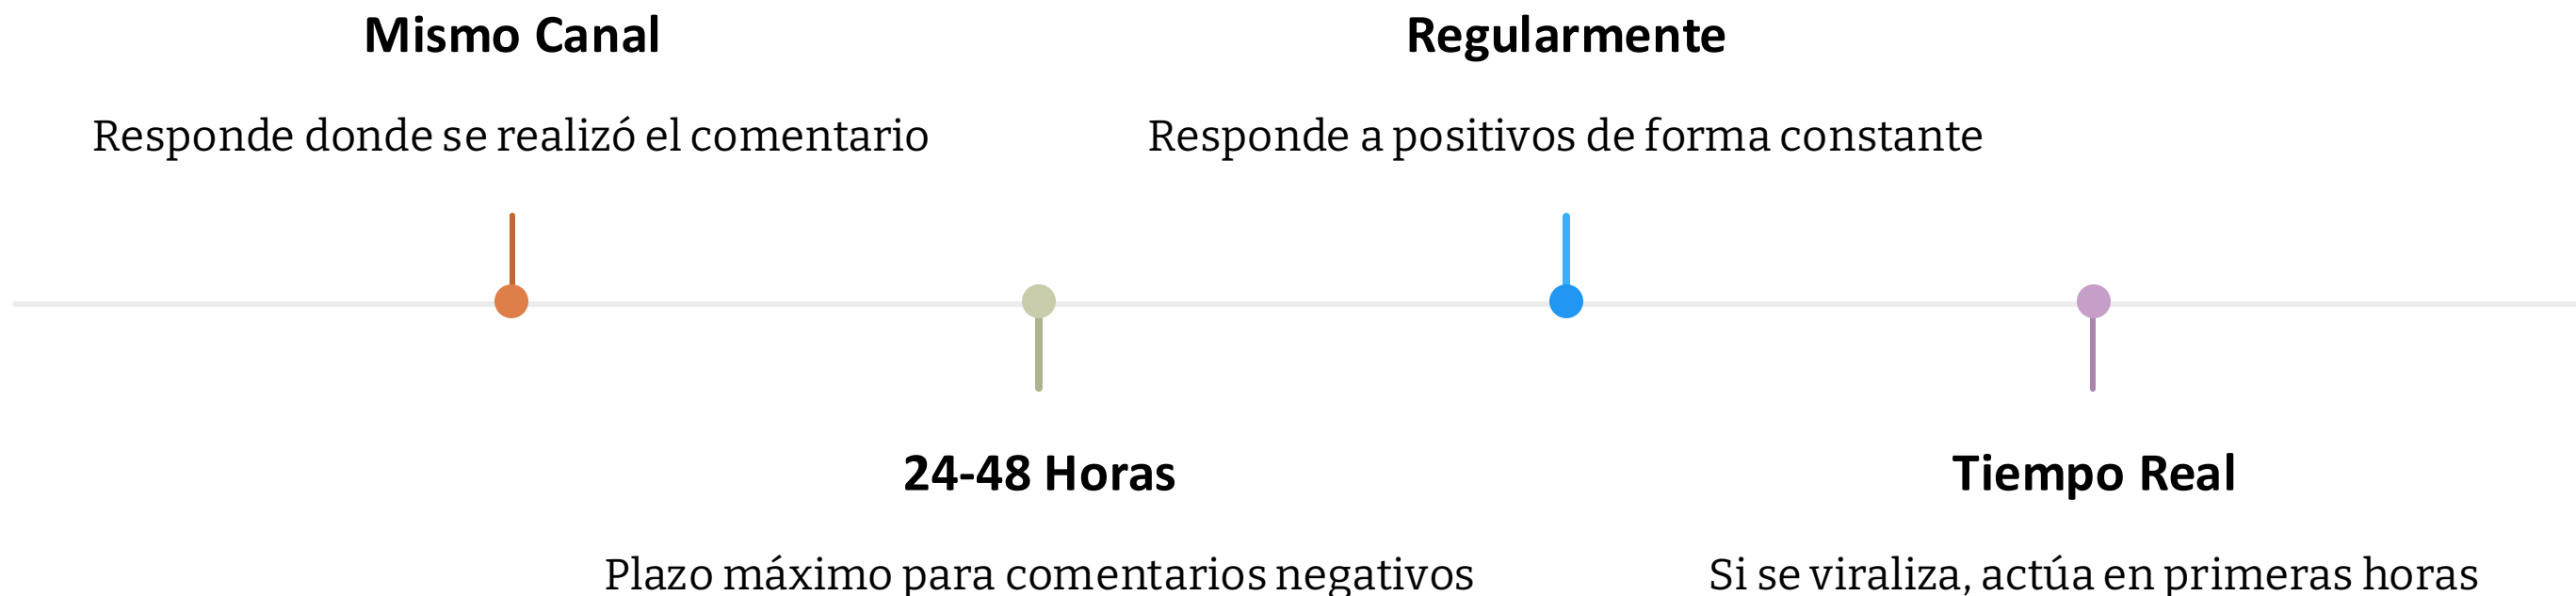 Mismo Canal
Responde donde se realizó el comentario
24-48 Horas
Plazo máximo para comentarios negativos
Regularmente
Responde a positivos de forma constante
Tiempo Real
Si se viraliza, actúa en primeras horas